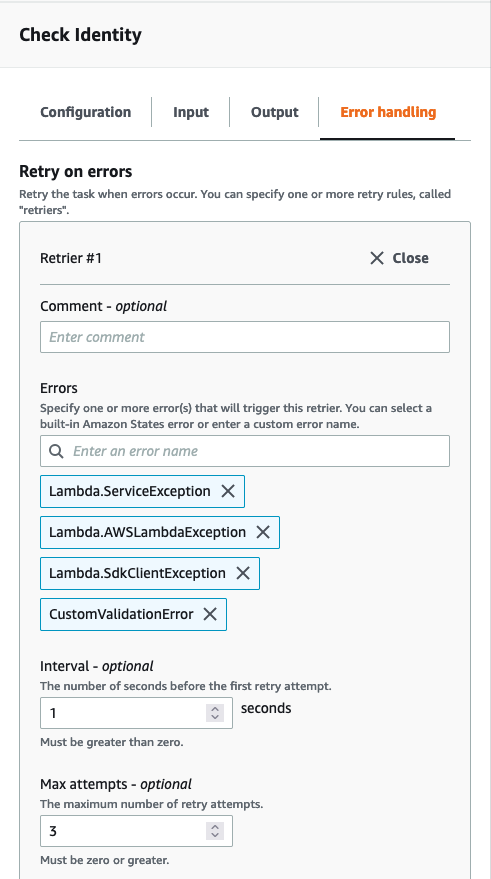 Check Identity
Configuration
Input
Output
Error handling
Retry on errors
Retry the task when errors occur. You can specify one or more retry rules, called
"retriers".
Retrier #1
Close
Comment - optional
Enter comment
Errors
Specify one or more error(s) that will trigger this retrier. You can select a
built-in Amazon States error or enter a custom error name.
Enter an error name
Lambda.ServiceException
Lambda.AWSLambdaException
Lambda.SdkClientException
CustomValidationError
Interval - optional
The number of seconds before the first retry attempt.
1
seconds
Must be greater than zero.
Max attempts - optional
The maximum number of retry attempts.
3
Must be zero or greater.